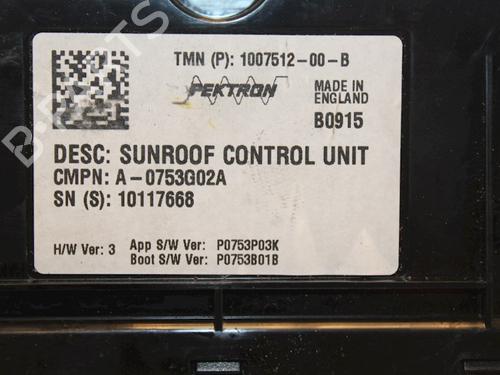 TMN (P): 1007512-00-B
PEKTRON
MADE IN
ENGLAND
B0915
DESC: SUNROOF CONTROL UNIT
CMPN: A-0753G02A
SN (S): 10117668
H/W Ver: 3
App S/W Ver: P0753P03K
Boot S/W Ver: P0753B01B